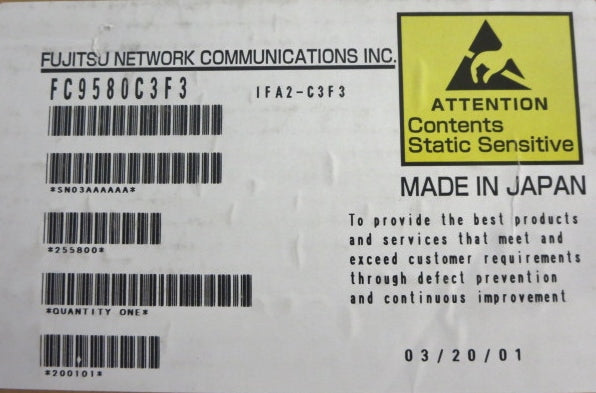 FUJITSU NETWORK COMMUNICATIONS INC.
FC9580C3F3 IFA2-C3F3
*SN03AAAAAA*
*255800*
*QUANTITY ONE*
*200101*
ATTENTION
Contents
Static Sensitive
MADE IN JAPAN
To provide the best products
and services that meet and
exceed customer requirements
through defect prevention
and continuous improvement
03/20/01